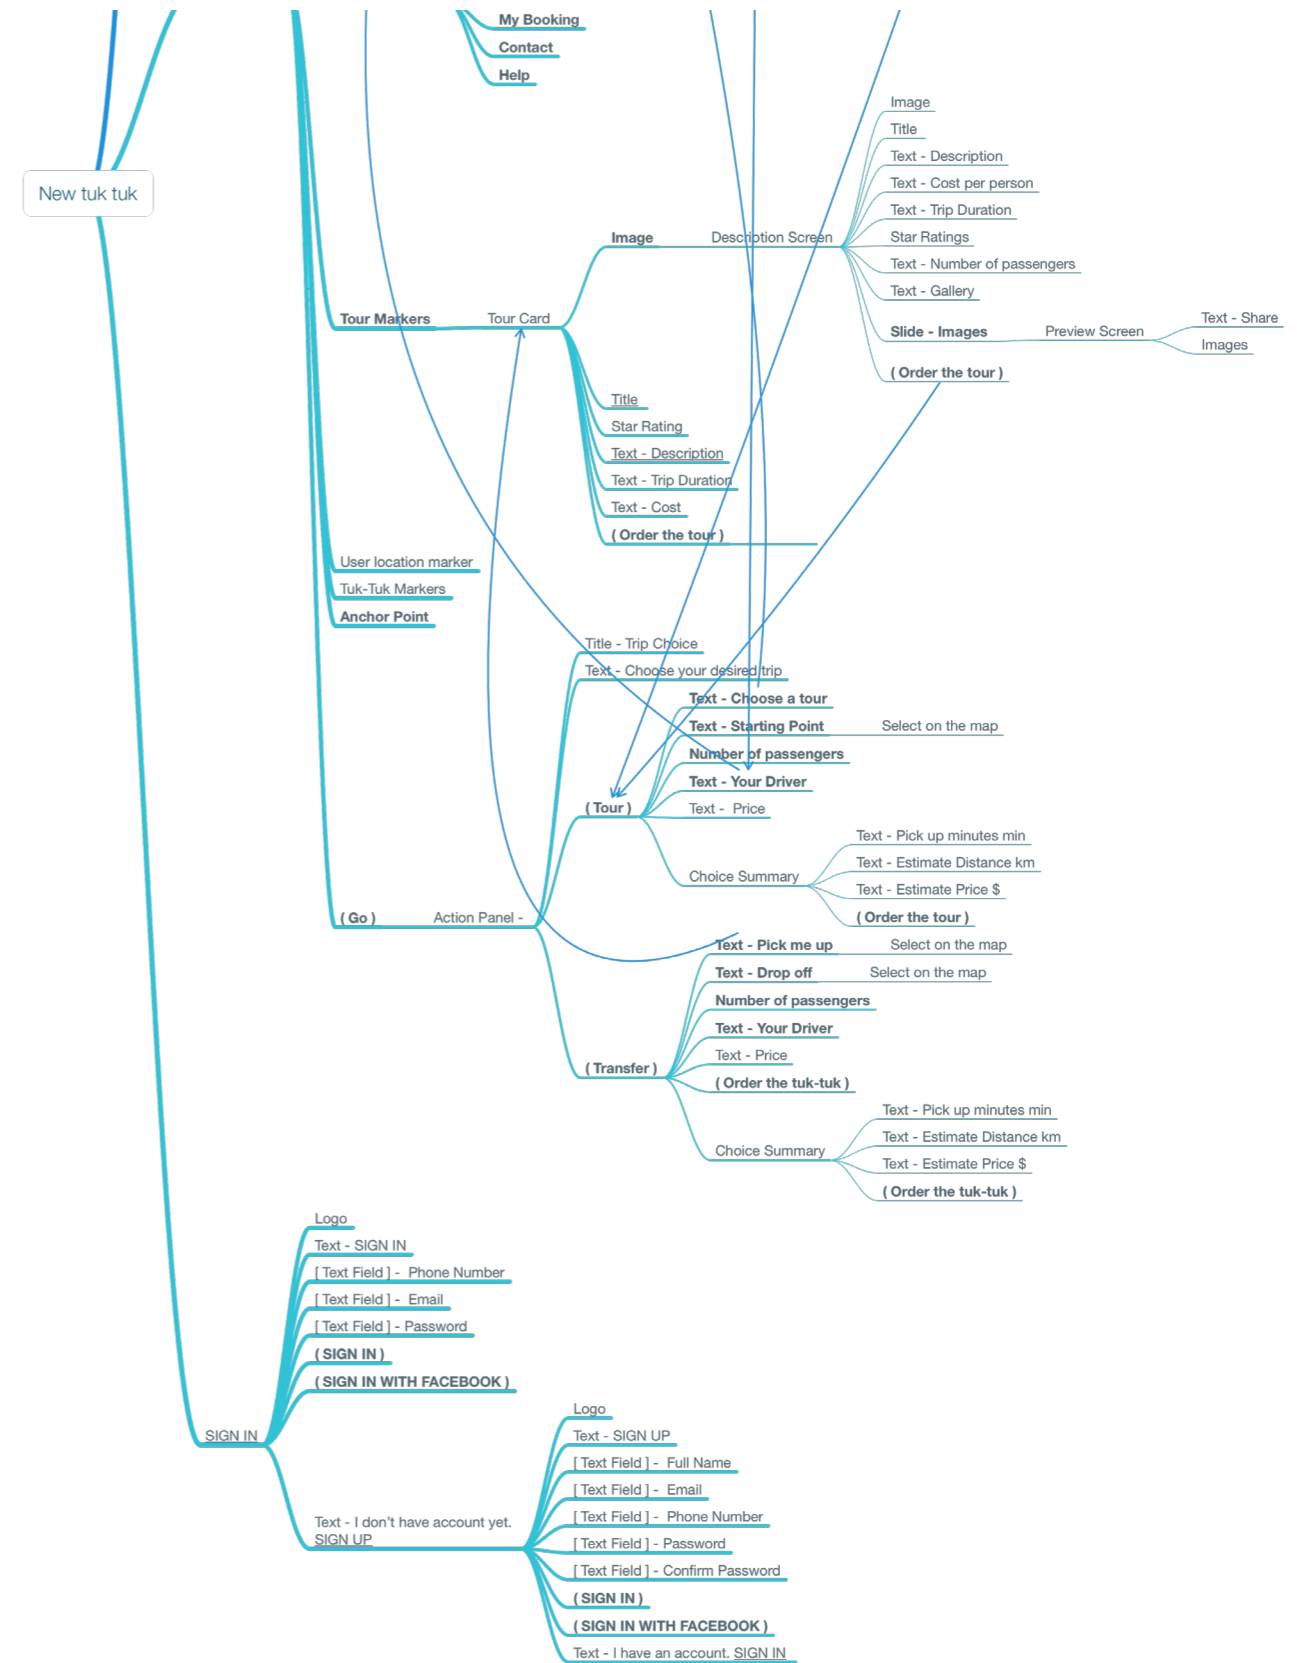 My Booking
Contact
Help
New tuk tuk
Image
Title
Text - Description
Text - Cost per person
Text - Trip Duration
Star Ratings
Text - Number of passengers
Text - Gallery
Slide - Images
Preview Screen
Text - Share
Images
( Order the tour )
Image
Description Screen
Tour Markers
Tour Card
Title
Star Rating
Text - Description
Text - Trip Duration
Text - Cost
( Order the tour )
User location marker
Tuk-Tuk Markers
Anchor Point
Title - Trip Choice
Text - Choose your desired trip
Text - Choose a tour
Text - Starting Point
Select on the map
Number of passengers
Text - Your Driver
( Tour )
Text -  Price
Choice Summary
Text - Pick up minutes min
Text - Estimate Distance km
Text - Estimate Price $
( Order the tour )
( Go )
Action Panel -
Text - Pick me up
Select on the map
Text - Drop off
Select on the map
Number of passengers
Text - Your Driver
Text - Price
( Transfer )
( Order the tuk-tuk )
Choice Summary
Text - Pick up minutes min
Text - Estimate Distance km
Text - Estimate Price $
( Order the tuk-tuk )
Logo
Text - SIGN IN
[ Text Field ] -  Phone Number
[ Text Field ] -  Email
[ Text Field ] - Password
( SIGN IN )
( SIGN IN WITH FACEBOOK )
SIGN IN
Text - I don't have account yet.
SIGN UP
Logo
Text - SIGN UP
[ Text Field ] -  Full Name
[ Text Field ] -  Email
[ Text Field ] -  Phone Number
[ Text Field ] - Password
[ Text Field ] - Confirm Password
( SIGN IN )
( SIGN IN WITH FACEBOOK )
Text - I have an account. SIGN IN